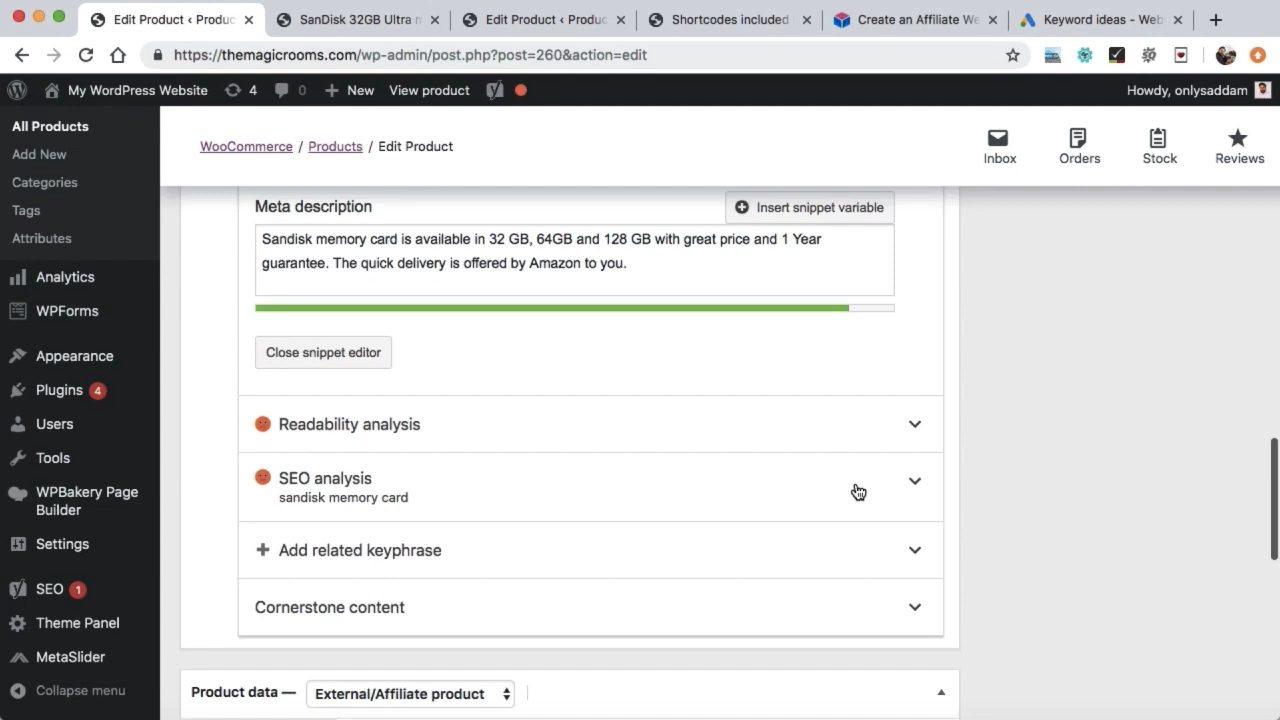 Edit Product ‹ Produc
SanDisk 32GB Ultra m
Edit Product ‹ Produc
Shortcodes included
Create an Affiliate We
Keyword ideas - Web
https://themagicrooms.com/wp-admin/post.php?post=260&action=edit
My WordPress Website
4
0
New
View product
Howdy, onlysaddam
All Products
Add New
Categories
Tags
Attributes
Analytics
WPForms
Appearance
Plugins 4
Users
Tools
WPBakery Page
Builder
Settings
SEO 1
Theme Panel
MetaSlider
Collapse menu
WooCommerce / Products / Edit Product
Inbox
Orders
Stock
Reviews
Meta description
Insert snippet variable
Sandisk memory card is available in 32 GB, 64GB and 128 GB with great price and 1 Year
guarantee. The quick delivery is offered by Amazon to you.
Close snippet editor
Readability analysis
SEO analysis
sandisk memory card
Add related keyphrase
Cornerstone content
Product data — External/Affiliate product